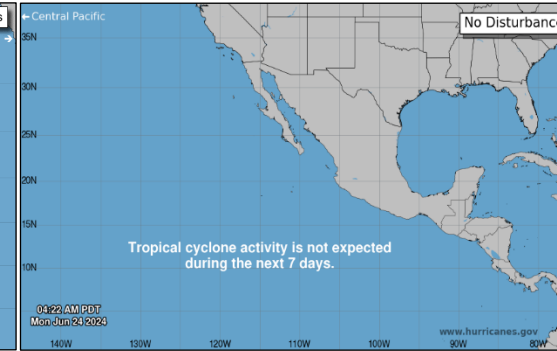 s
← Central Pacific
No Disturbance
→
35N
30N
25N
20N
15N
Tropical cyclone activity is not expected
during the next 7 days.
10N
04:22 AM PDT
Mon Jun 24 2024
www.hurricanes.gov
140W 130W 120W 110W 100W 90W 80W